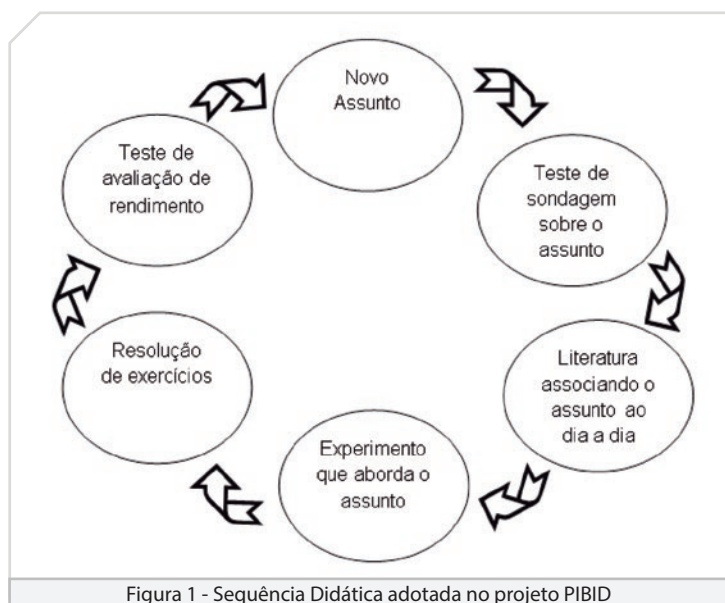 Novo
Assunto
Teste de
sondagem
sobre o
assunto
Literatura
associando o
assunto ao
dia a dia
Experimento
que aborda o
assunto
Resolução
de exercícios
Teste de
avaliação de
rendimento
Figura 1 - Sequência Didática adotada no projeto PIBID